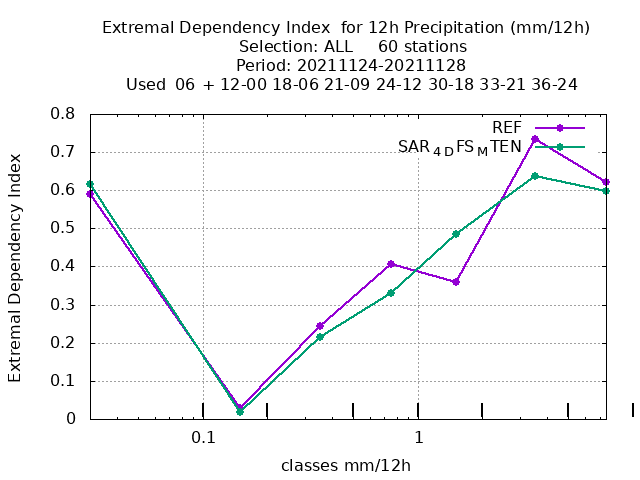 Extremal Dependency Index  for 12h Precipitation (mm/12h)
Selection: ALL     60 stations
Period: 20211124-20211128
Used  06 + 12-00 18-06 21-09 24-12 30-18 33-21 36-24
REF
SAR4DFSMTEN
0.8
0.7
0.6
0.5
0.4
0.3
0.2
0.1
0
Extremal Dependency Index
0.1 1
classes mm/12h